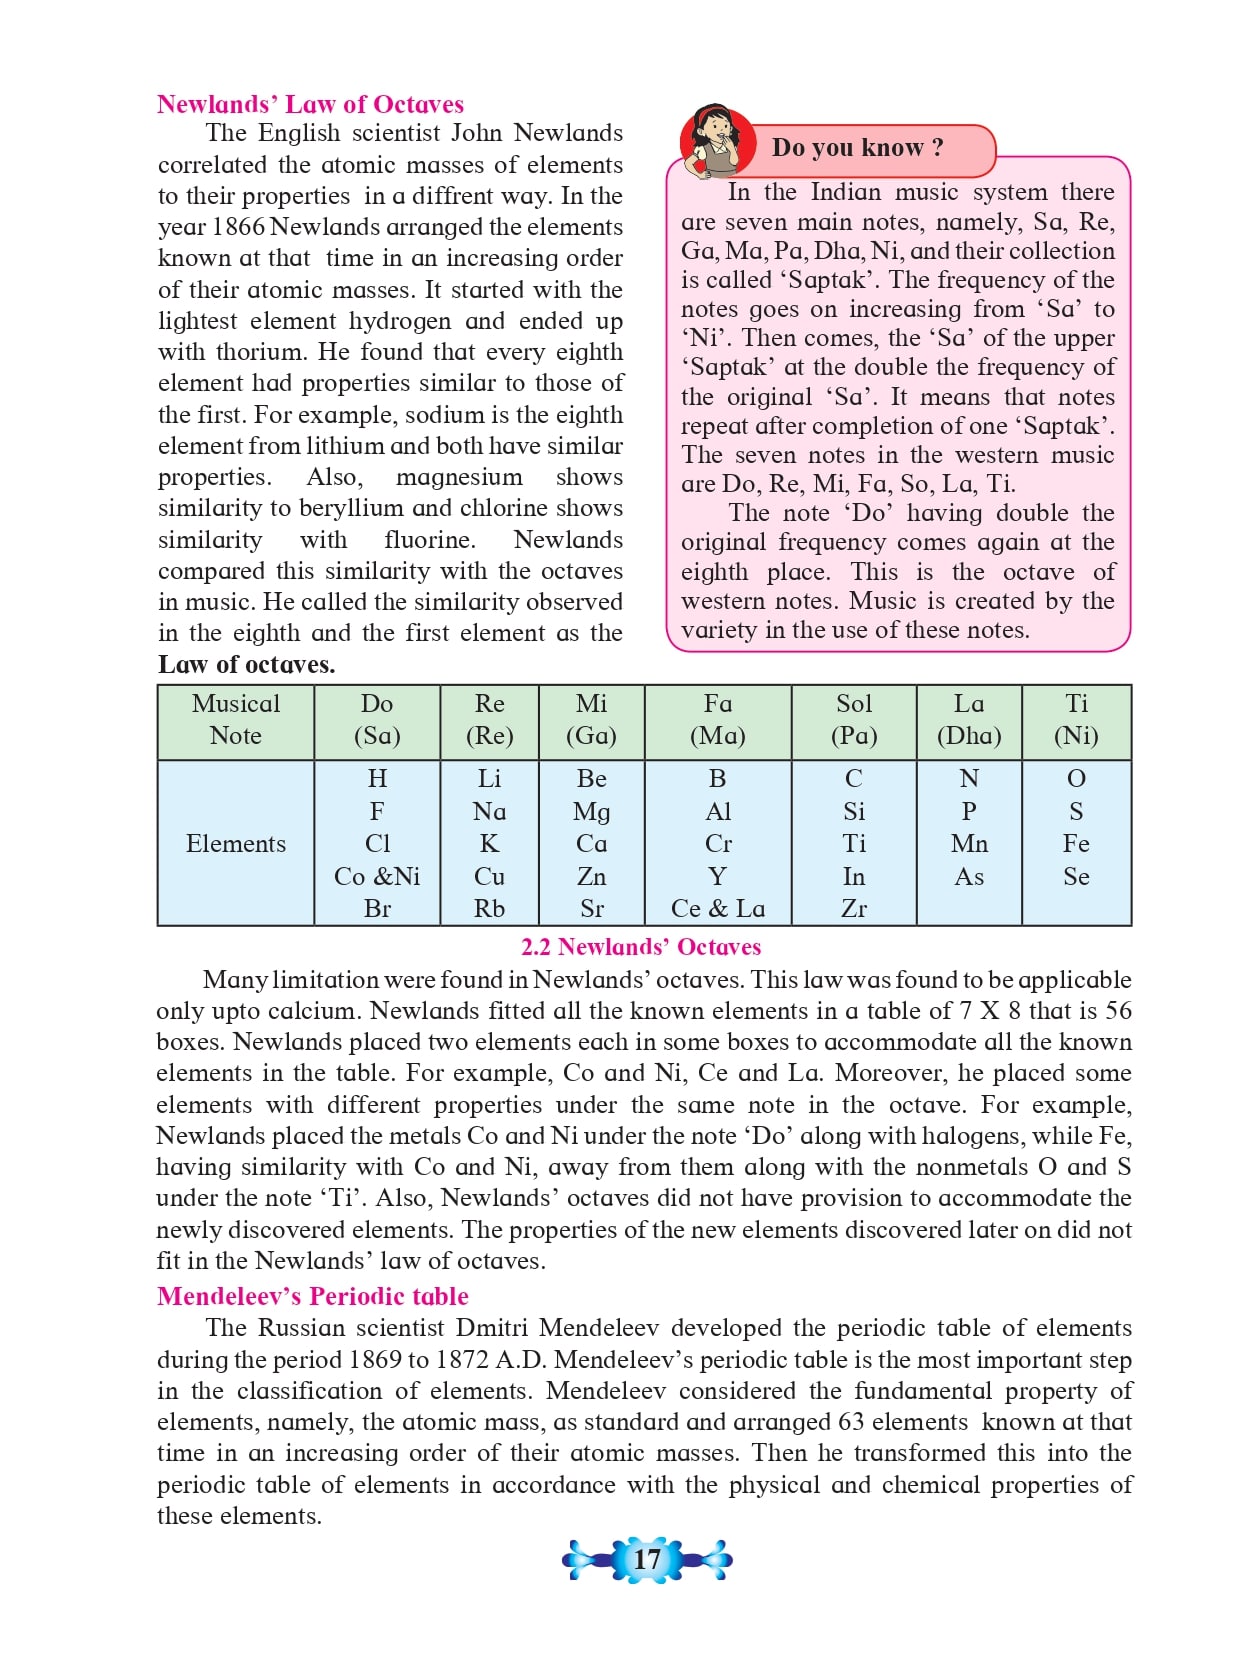 Newlands’ Law of Octaves
The English scientist John Newlands
correlated the atomic masses of elements
to their properties in a diffrent way. In the
year 1866 Newlands arranged the elements
known at that time in an increasing order
of their atomic masses. It started with the
lightest element hydrogen and ended up
with thorium. He found that every eighth
element had properties similar to those of
the first. For example, sodium is the eighth
element from lithium and both have similar
properties. Also, magnesium shows
similarity to beryllium and chlorine shows
similarity with fluorine. Newlands
compared this similarity with the octaves
in music. He called the similarity observed
in the eighth and the first element as the
Law of octaves.
Do you know ?
In the Indian music system there
are seven main notes, namely, Sa, Re,
Ga, Ma, Pa, Dha, Ni, and their collection
is called ‘Saptak’. The frequency of the
notes goes on increasing from ‘Sa’ to
‘Ni’. Then comes, the ‘Sa’ of the upper
‘Saptak’ at the double the frequency of
the original ‘Sa’. It means that notes
repeat after completion of one ‘Saptak’.
The seven notes in the western music
are Do, Re, Mi, Fa, So, La, Ti.
The note ‘Do’ having double the
original frequency comes again at the
eighth place. This is the octave of
western notes. Music is created by the
variety in the use of these notes.
Musical Do Re Mi Fa Sol La Ti
Note (Sa) (Re) (Ga) (Ma) (Pa) (Dha) (Ni)
H Li Be B C N O
F Na Mg Al Si P S
Elements Cl K Ca Cr Ti Mn Fe
Co &Ni Cu Zn Y In As Se
Br Rb Sr Ce & La Zr
2.2 Newlands’ Octaves
Many limitation were found in Newlands’ octaves. This law was found to be applicable
only upto calcium. Newlands fitted all the known elements in a table of 7 X 8 that is 56
boxes. Newlands placed two elements each in some boxes to accommodate all the known
elements in the table. For example, Co and Ni, Ce and La. Moreover, he placed some
elements with different properties under the same note in the octave. For example,
Newlands placed the metals Co and Ni under the note ‘Do’ along with halogens, while Fe,
having similarity with Co and Ni, away from them along with the nonmetals O and S
under the note ‘Ti’. Also, Newlands’ octaves did not have provision to accommodate the
newly discovered elements. The properties of the new elements discovered later on did not
fit in the Newlands’ law of octaves.
Mendeleev’s Periodic table
The Russian scientist Dmitri Mendeleev developed the periodic table of elements
during the period 1869 to 1872 A.D. Mendeleev’s periodic table is the most important step
in the classification of elements. Mendeleev considered the fundamental property of
elements, namely, the atomic mass, as standard and arranged 63 elements known at that
time in an increasing order of their atomic masses. Then he transformed this into the
periodic table of elements in accordance with the physical and chemical properties of
these elements.
17